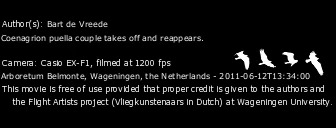 Author(s): Bart de Vreede
Coenagrion puella couple takes off and reappears.
Camera: Casio EX-F1, filmed at 1200 fps
Arboretum Belmonte, Wageningen, the Netherlands - 2011-06-12T13:34:00
This movie is free of use provided that proper credit is given to the authors and
the Flight Artists project (Vliegkunstenaars in Dutch) at Wageningen University.